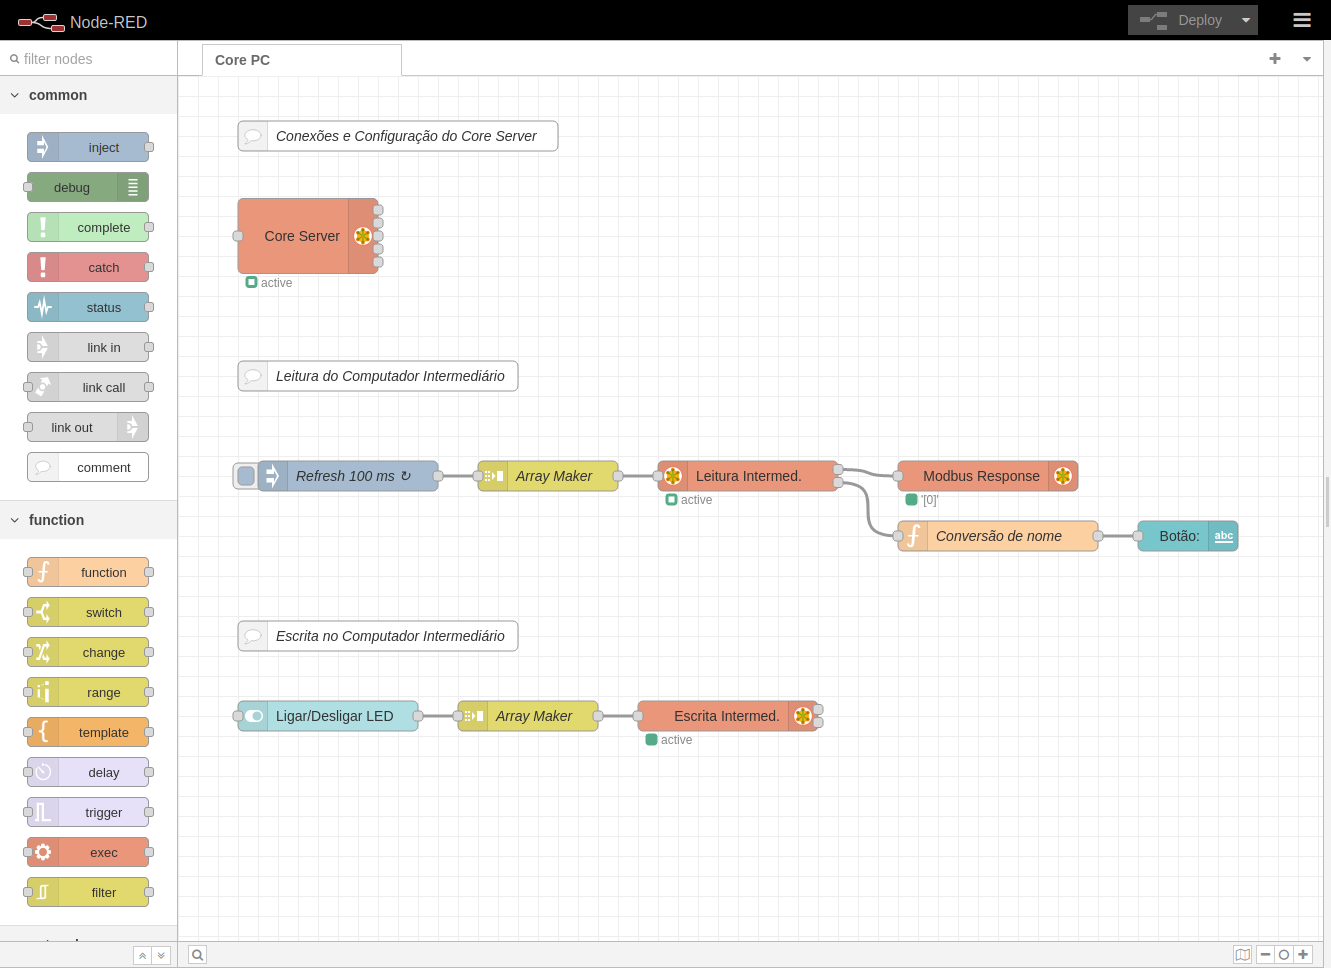 Node-RED
Deploy
filter nodes
Core PC
common
inject
debug
complete
catch
status
link in
link call
link out
comment
function
function
switch
change
range
template
delay
trigger
exec
filter
Conexões e Configuração do Core Server
Core Server
active
Leitura do Computador Intermediário
Refresh 100 ms ↻
Array Maker
Leitura Intermed.
active
Modbus Response
'[0]'
Conversão de nome
Botão:
abc
Escrita no Computador Intermediário
Ligar/Desligar LED
Array Maker
Escrita Intermed.
active